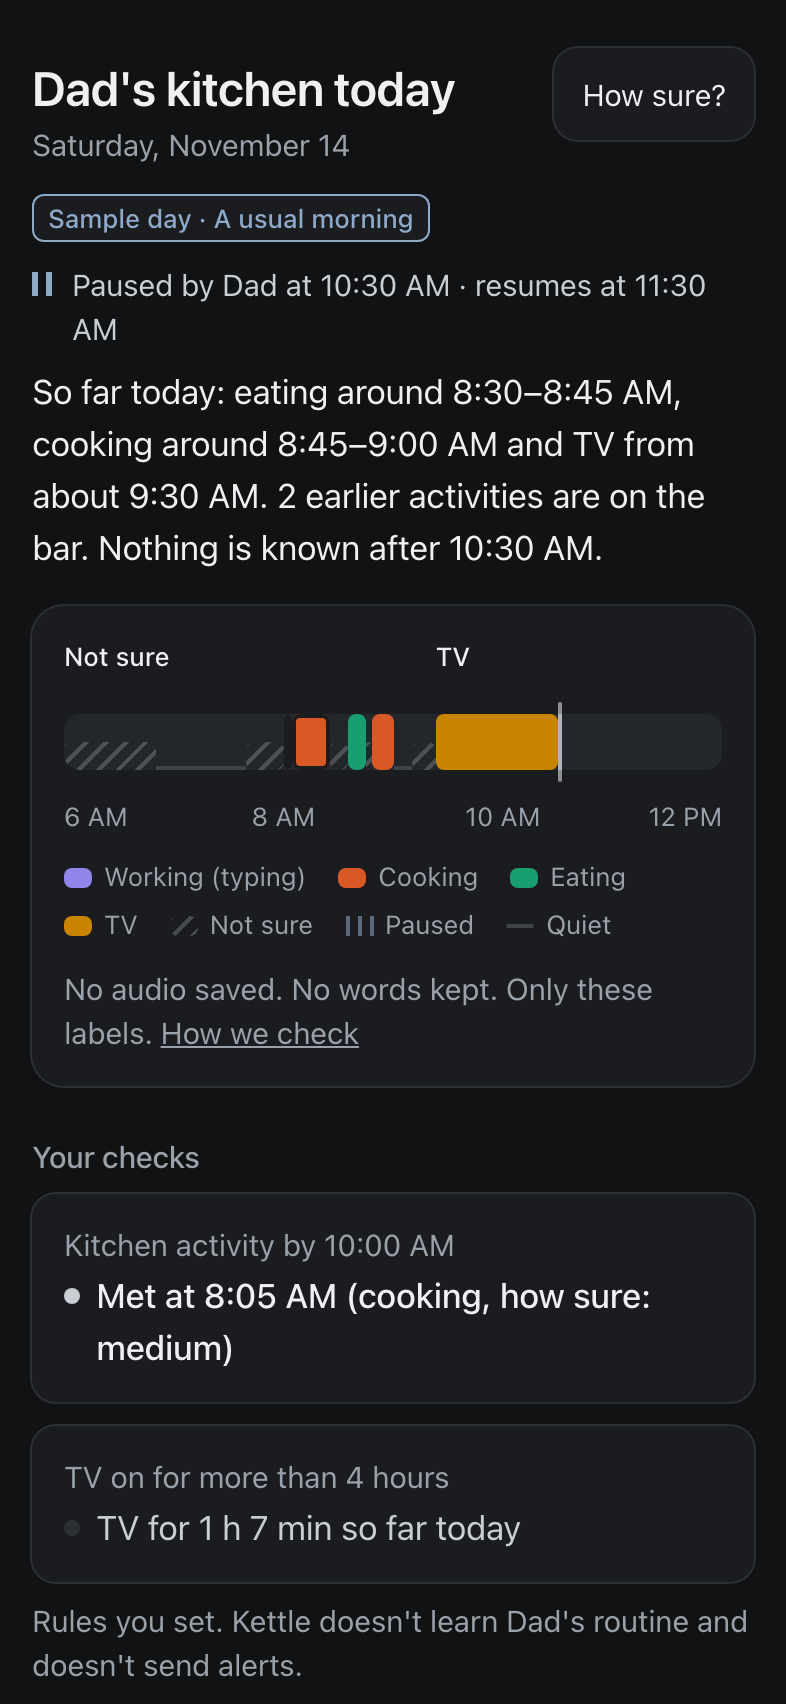 Dad's kitchen today
How sure?
Saturday, November 14
Sample day · A usual morning
Paused by Dad at 10:30 AM · resumes at 11:30
AM
So far today: eating around 8:30–8:45 AM,
cooking around 8:45–9:00 AM and TV from
about 9:30 AM. 2 earlier activities are on the
bar. Nothing is known after 10:30 AM.
Not sure TV
6 AM 8 AM 10 AM 12 PM
Working (typing) Cooking Eating
TV Not sure Paused Quiet
No audio saved. No words kept. Only these
labels. How we check
Your checks
Kitchen activity by 10:00 AM
Met at 8:05 AM (cooking, how sure:
medium)
TV on for more than 4 hours
TV for 1 h 7 min so far today
Rules you set. Kettle doesn't learn Dad's routine and
doesn't send alerts.